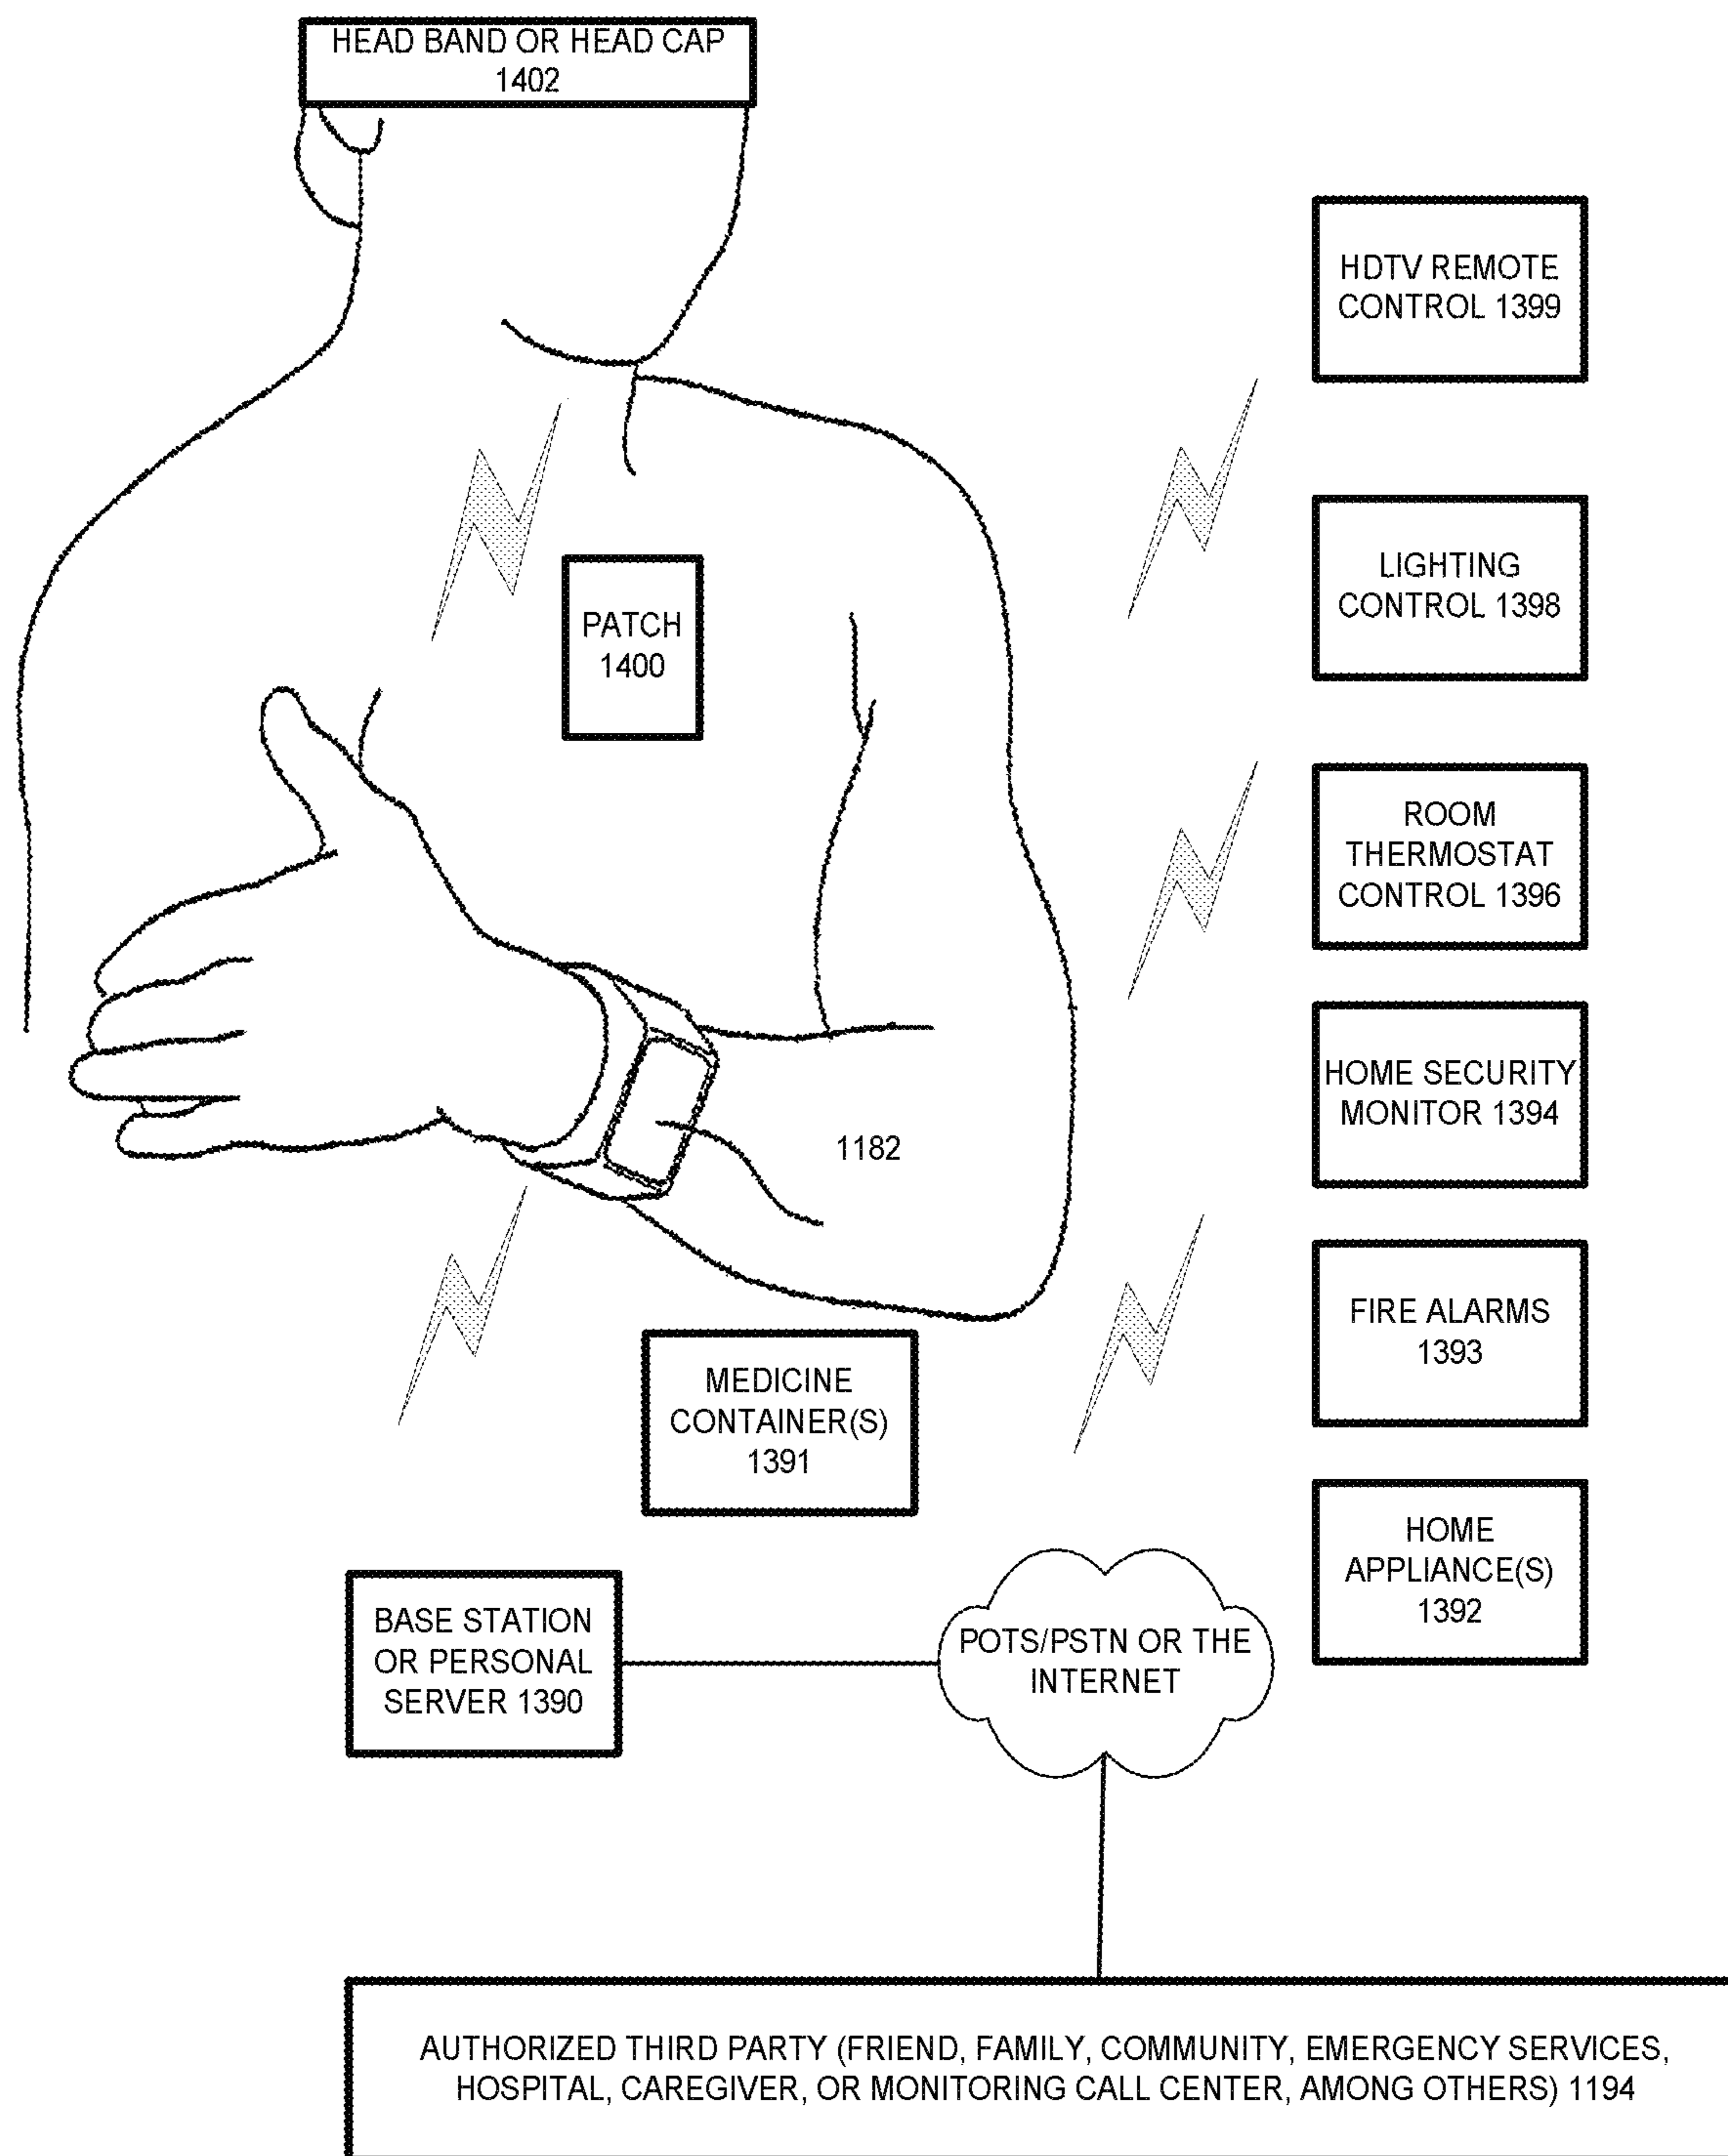 HEAD BAND OR HEAD CAP
1402
HDTV REMOTE
CONTROL 1399
LIGHTING
CONTROL 1398
PATCH
1400
ROOM
THERMOSTAT
CONTROL 1396
HOME SECURITY
MONITOR 1394
1182
FIRE ALARMS
1393
MEDICINE
CONTAINER(S)
1391
HOME
APPLIANCE(S)
1392
BASE STATION
OR PERSONAL
SERVER 1390
POTS/PSTN OR THE
INTERNET
AUTHORIZED THIRD PARTY (FRIEND, FAMILY, COMMUNITY, EMERGENCY SERVICES,
HOSPITAL, CAREGIVER, OR MONITORING CALL CENTER, AMONG OTHERS) 1194